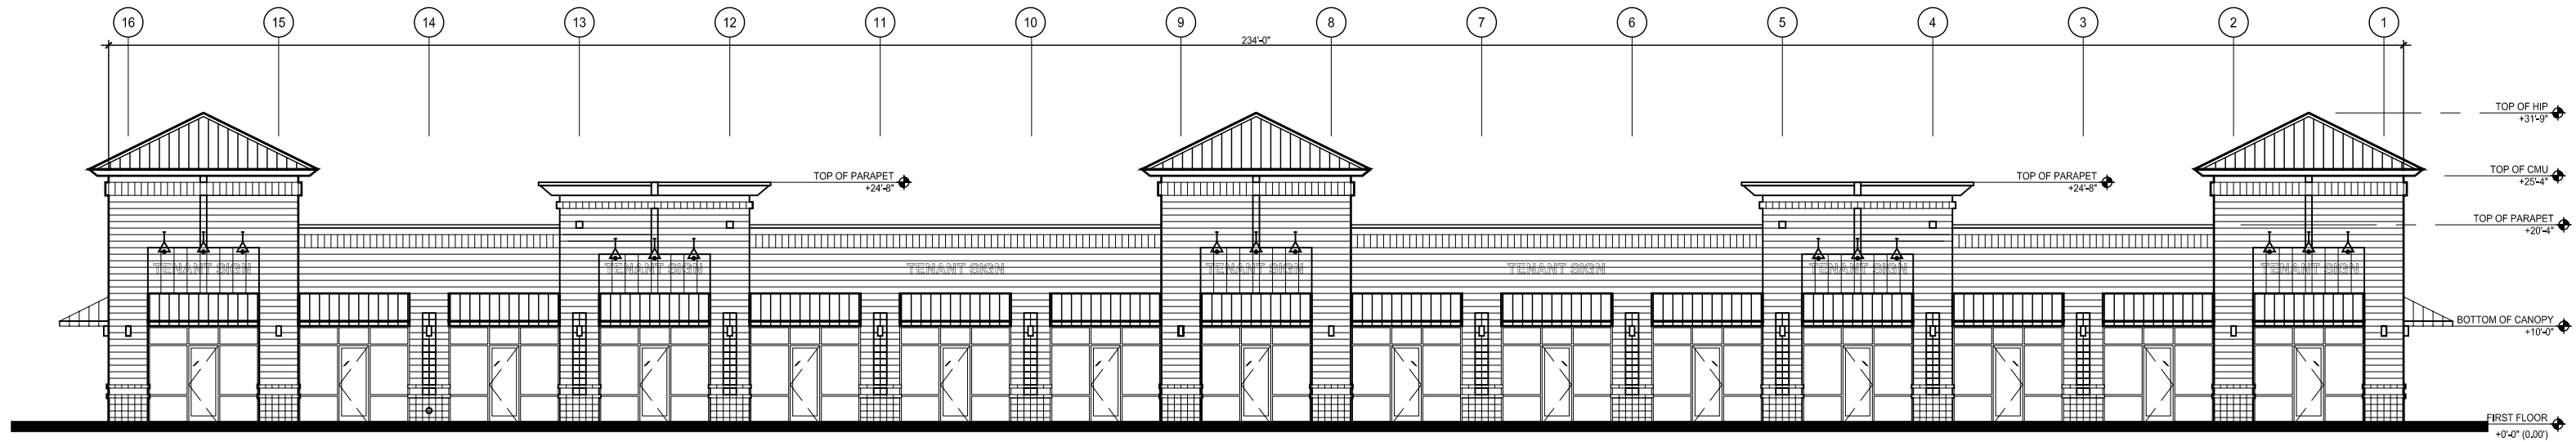 16 15 14 13 12 11 10 9 8 7 6 5 4 3 2 1
234'-0"
TOP OF HIP
+31'-9"
TOP OF CMU
+25'-4"
TOP OF PARAPET
+24'-8"
TOP OF PARAPET
+24'-8"
TOP OF PARAPET
+20'-4"
TENANT SIGN TENANT SIGN TENANT SIGN TENANT SIGN TENANT SIGN TENANT SIGN TENANT SIGN
BOTTOM OF CANOPY
+10'-0"
FIRST FLOOR
+0'-0" (0.00')